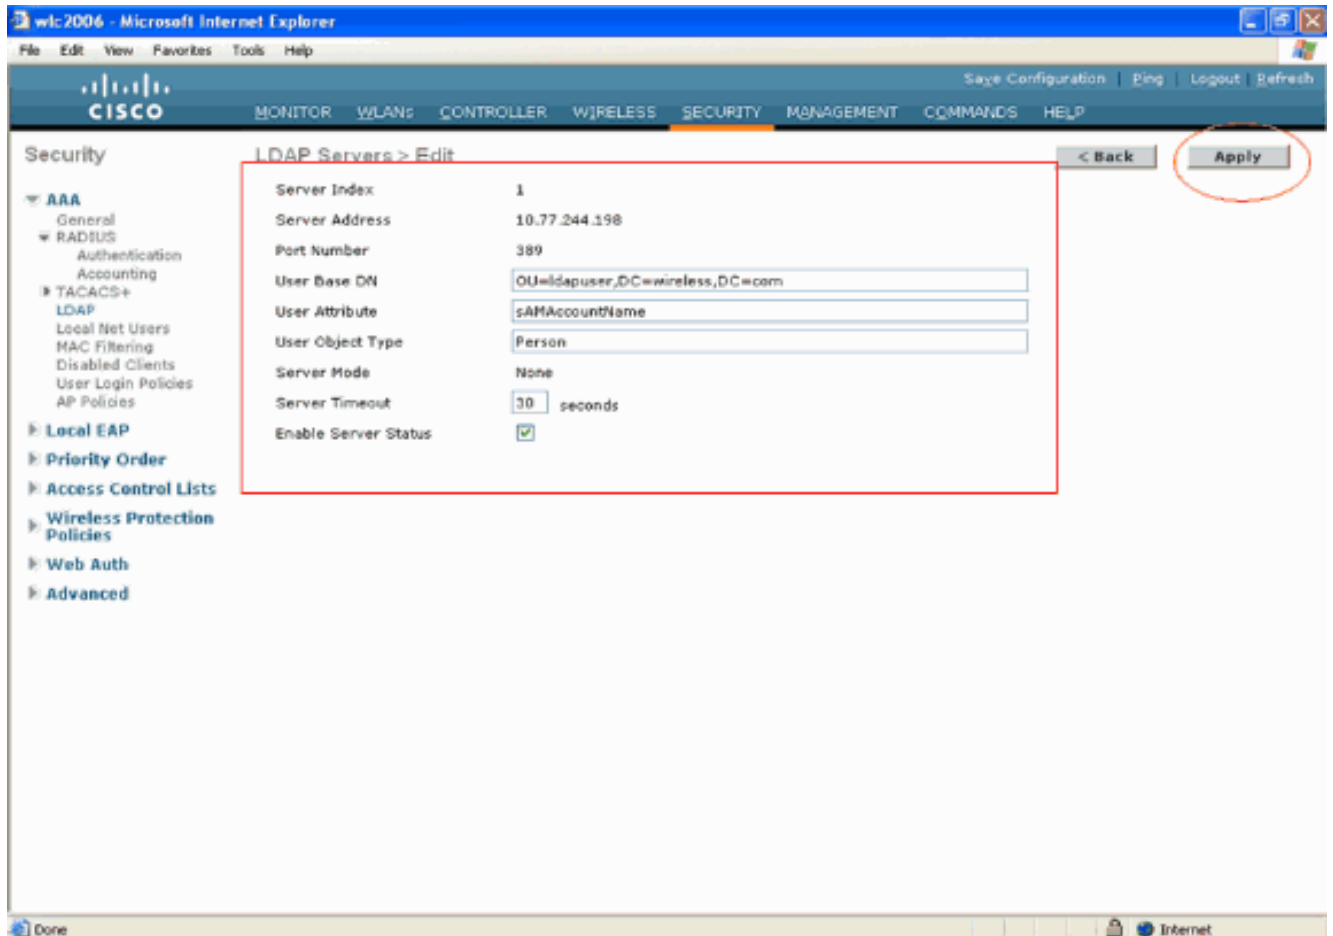 wlc2006 - Microsoft Internet Explorer
File Edit View Favorites Tools Help
Save Configuration | Ping | Logout | Refresh
CISCO
MONITOR WLANs CONTROLLER WIRELESS SECURITY MANAGEMENT COMMANDS HELP
Security
AAA
General
RADIUS
Authentication
Accounting
TACACS+
LDAP
Local Net Users
MAC Filtering
Disabled Clients
User Login Policies
AP Policies
Local EAP
Priority Order
Access Control Lists
Wireless Protection
Policies
Web Auth
Advanced
LDAP Servers > Edit
< Back Apply
Server Index 1
Server Address 10.77.244.198
Port Number 389
User Base DN OU=ldapuser,DC=wireless,DC=com
User Attribute sAMAccountName
User Object Type Person
Server Mode None
Server Timeout 30 seconds
Enable Server Status
Done Internet